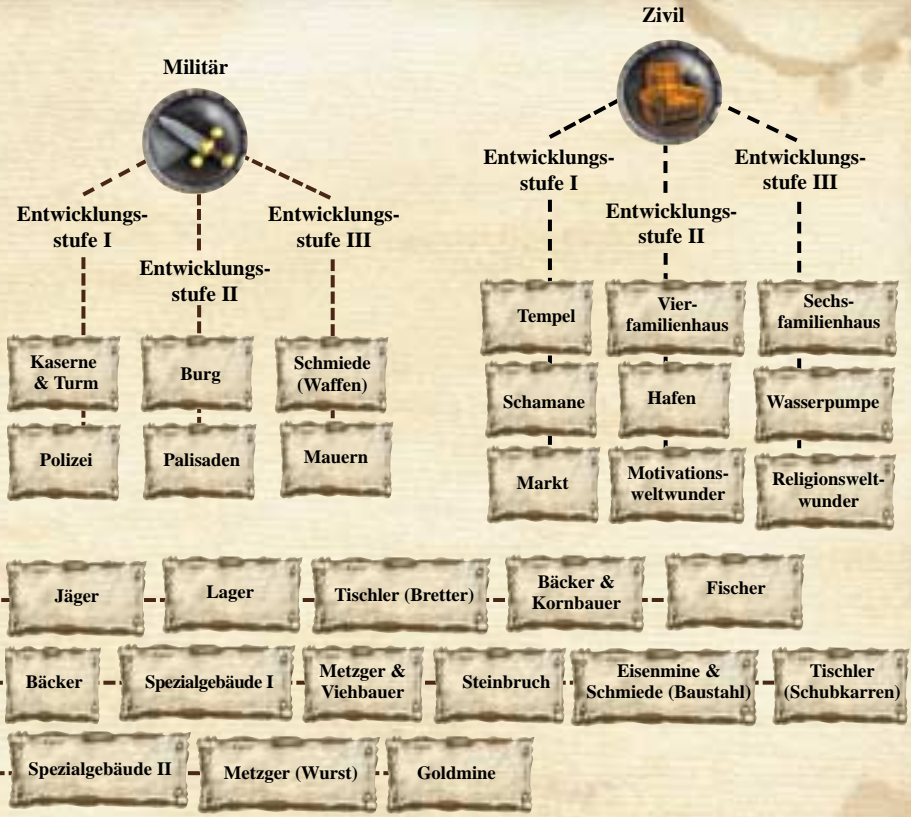 Militär
Entwicklungs-
stufe I
Entwicklungs-
stufe II
Entwicklungs-
stufe III
Kaserne
& Turm
Burg
Schmiede
(Waffen)
Polizei
Palisaden
Mauern
Zivil
Entwicklungs-
stufe I
Entwicklungs-
stufe II
Entwicklungs-
stufe III
Tempel
Vier-
familienhaus
Sechs-
familienhaus
Schamane
Hafen
Wasserpumpe
Markt
Motivations-
weltwunder
Religionswelt-
wunder
Jäger
Lager
Tischler (Bretter)
Bäcker &
Kornbauer
Fischer
Bäcker
Spezialgebäude I
Metzger &
Viehbauer
Steinbruch
Eisenmine &
Schmiede (Baustahl)
Tischler
(Schubkarren)
Spezialgebäude II
Metzger (Wurst)
Goldmine